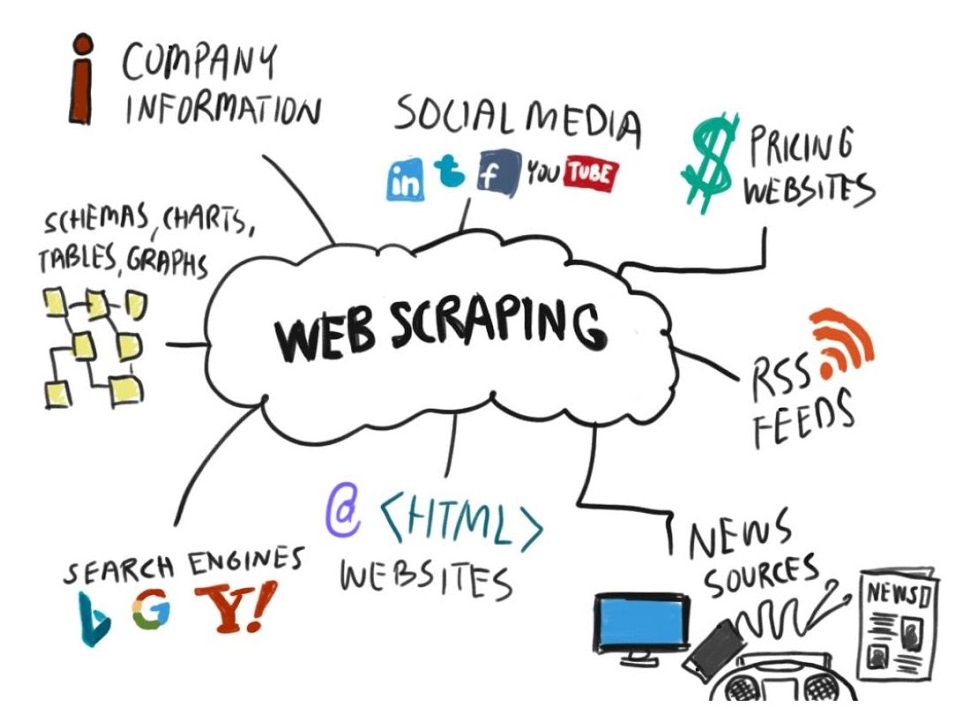 COMPANY
INFORMATION
SOCIAL MEDIA
in t f YOU TUBE
$ PRICING
WEBSITES
SCHEMAS, CHARTS,
TABLES, GRAPHS
WEB SCRAPING
RSS
FEEDS
@ <HTML>
WEBSITES
SEARCH ENGINES
b G Y!
NEWS
SOURCES
NEWS